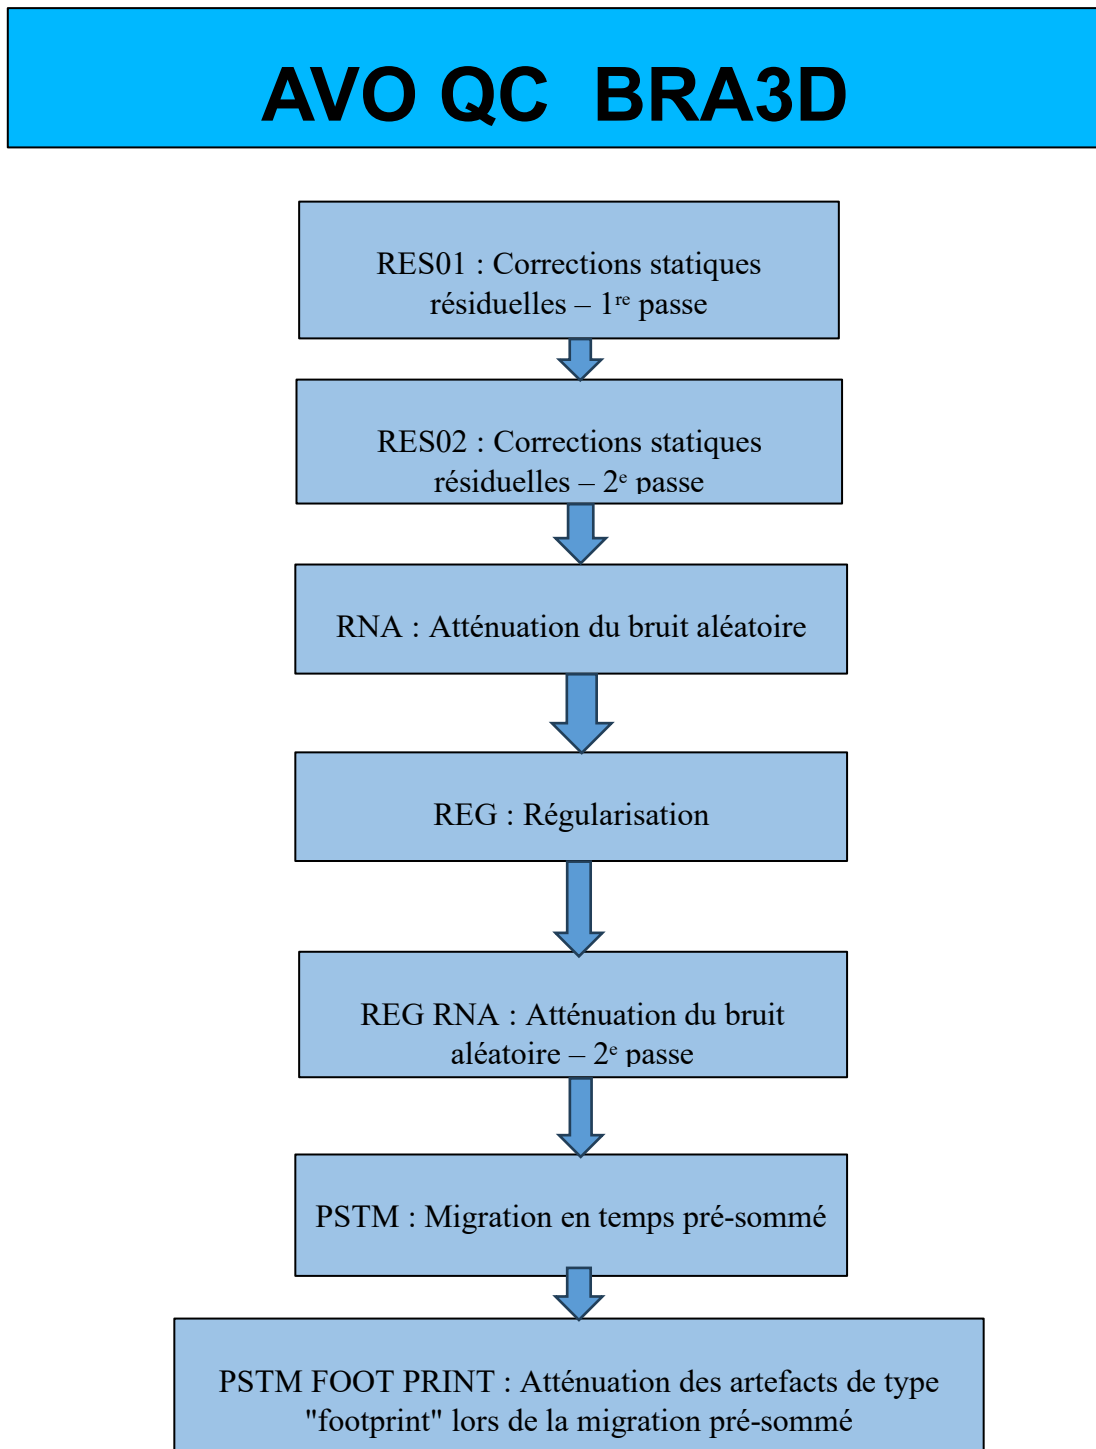 AVO QC  BRA3D
RES01 : Corrections statiques
résiduelles – 1ʳᵉ passe
RES02 : Corrections statiques
résiduelles – 2ᵉ passe
RNA : Atténuation du bruit aléatoire
REG : Régularisation
REG RNA : Atténuation du bruit
aléatoire – 2ᵉ passe
PSTM : Migration en temps pré-sommé
PSTM FOOT PRINT : Atténuation des artefacts de type
"footprint" lors de la migration pré-sommé